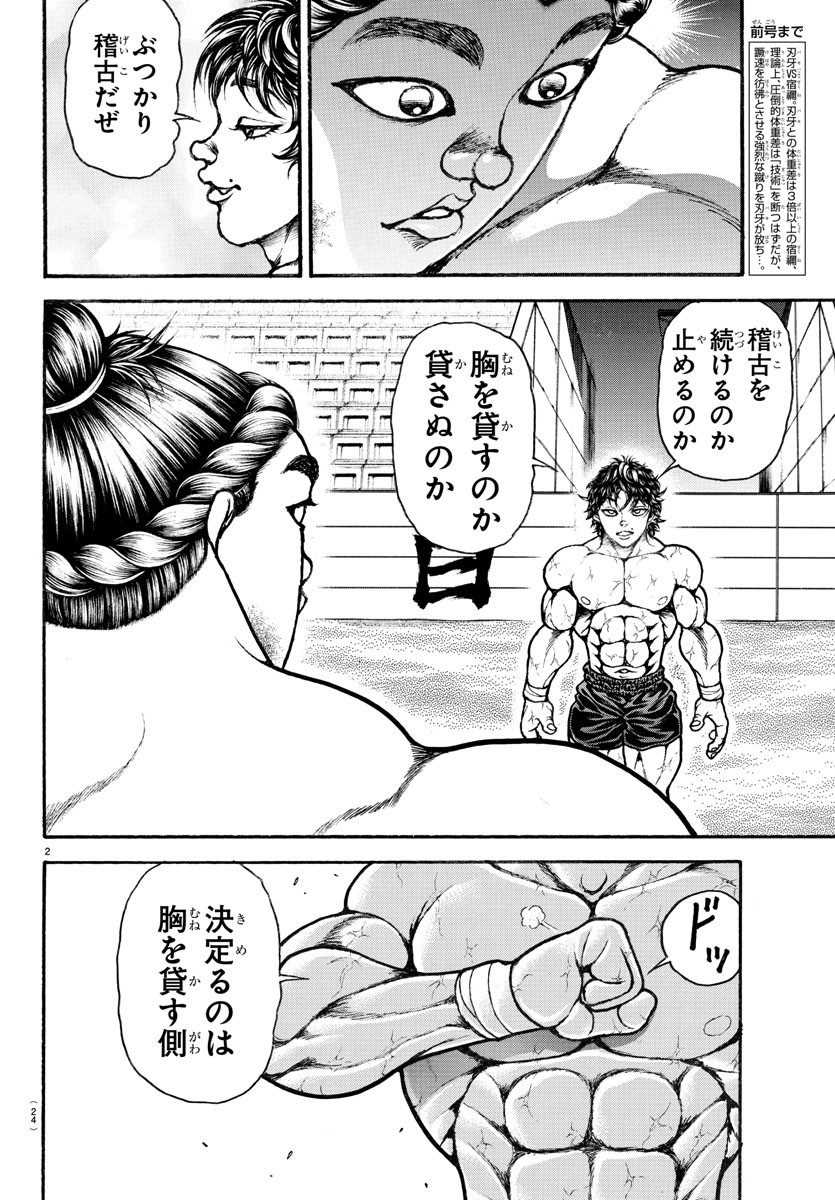 前号まで
刃牙VS宿禰。刃牙との体重差は3倍以上の宿禰、
理論上、圧倒的体重差は「技術」を断つはずだが、
蹶速を彷彿とさせる強烈な蹴りを刃牙が放ち…。
ぶつかり
稽古だぜ
稽古を
続けるのか
止めるのか
胸を貸すのか
貸さぬのか
ドッ
決定るのは
胸を貸す側
2
(24)